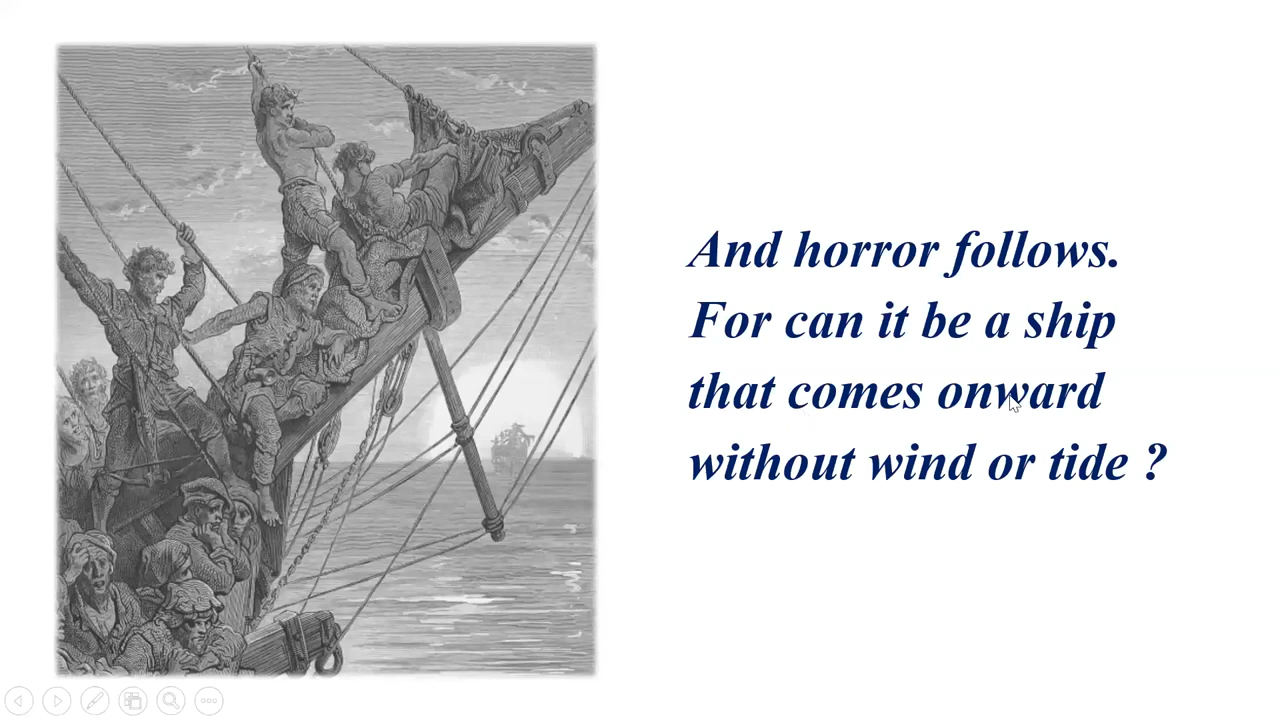 And horror follows.
For can it be a ship
that comes onward
without wind or tide ?